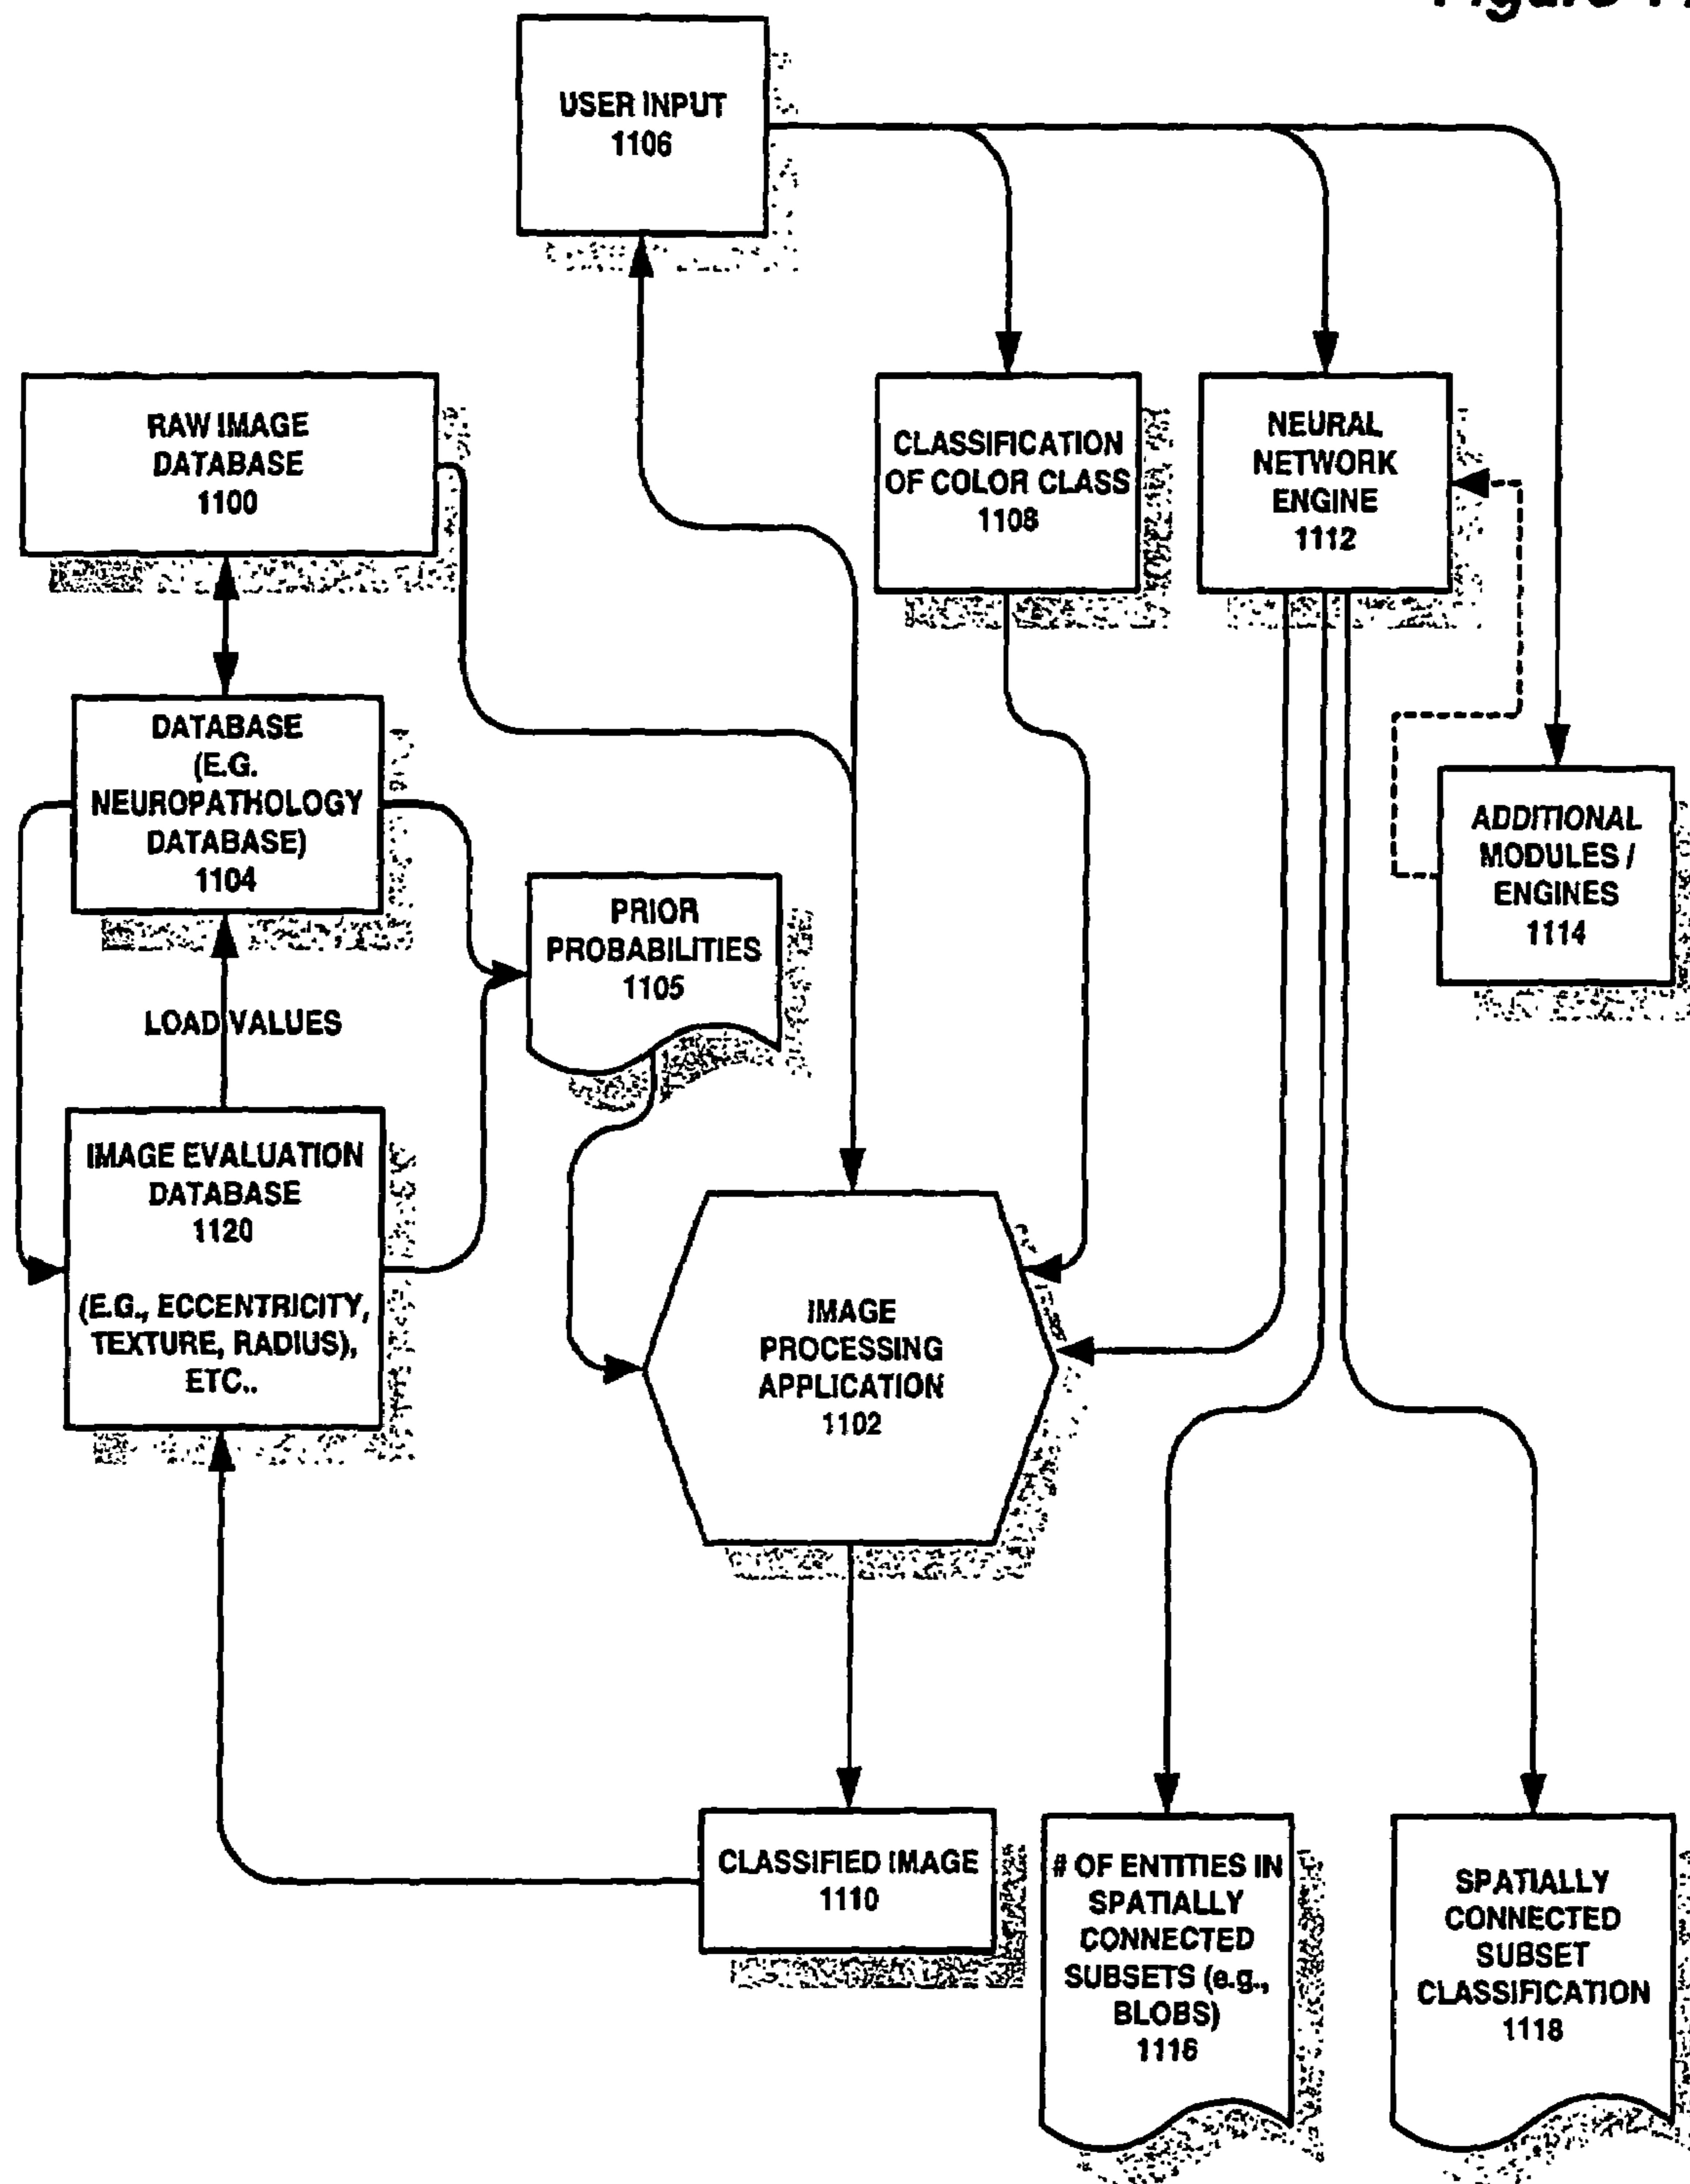 USER INPUT
1106
RAW IMAGE
DATABASE
1100
CLASSIFICATION
OF COLOR CLASS
1108
NEURAL
NETWORK
ENGINE
1112
DATABASE
(E.G.
NEUROPATHOLOGY
DATABASE)
1104
ADDITIONAL
MODULES /
ENGINES
1114
PRIOR
PROBABILITIES
1105
LOAD VALUES
IMAGE EVALUATION
DATABASE
1120
(E.G., ECCENTRICITY,
TEXTURE, RADIUS),
ETC..
IMAGE
PROCESSING
APPLICATION
1102
CLASSIFIED IMAGE
1110
# OF ENTITIES IN
SPATIALLY
CONNECTED
SUBSETS (e.g.,
BLOBS)
1116
SPATIALLY
CONNECTED
SUBSET
CLASSIFICATION
1118